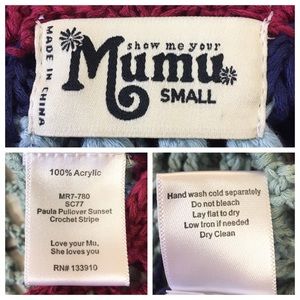 show me your
Mumu
SMALL
MADE IN CHINA
100% Acrylic
MR7-780
SC77
Paula Pullover Sunset
Crochet Stripe
Love your Mu,
She loves you
RN# 133910
Hand wash cold separately
Do not bleach
Lay flat to dry
Low Iron if needed
Dry Clean